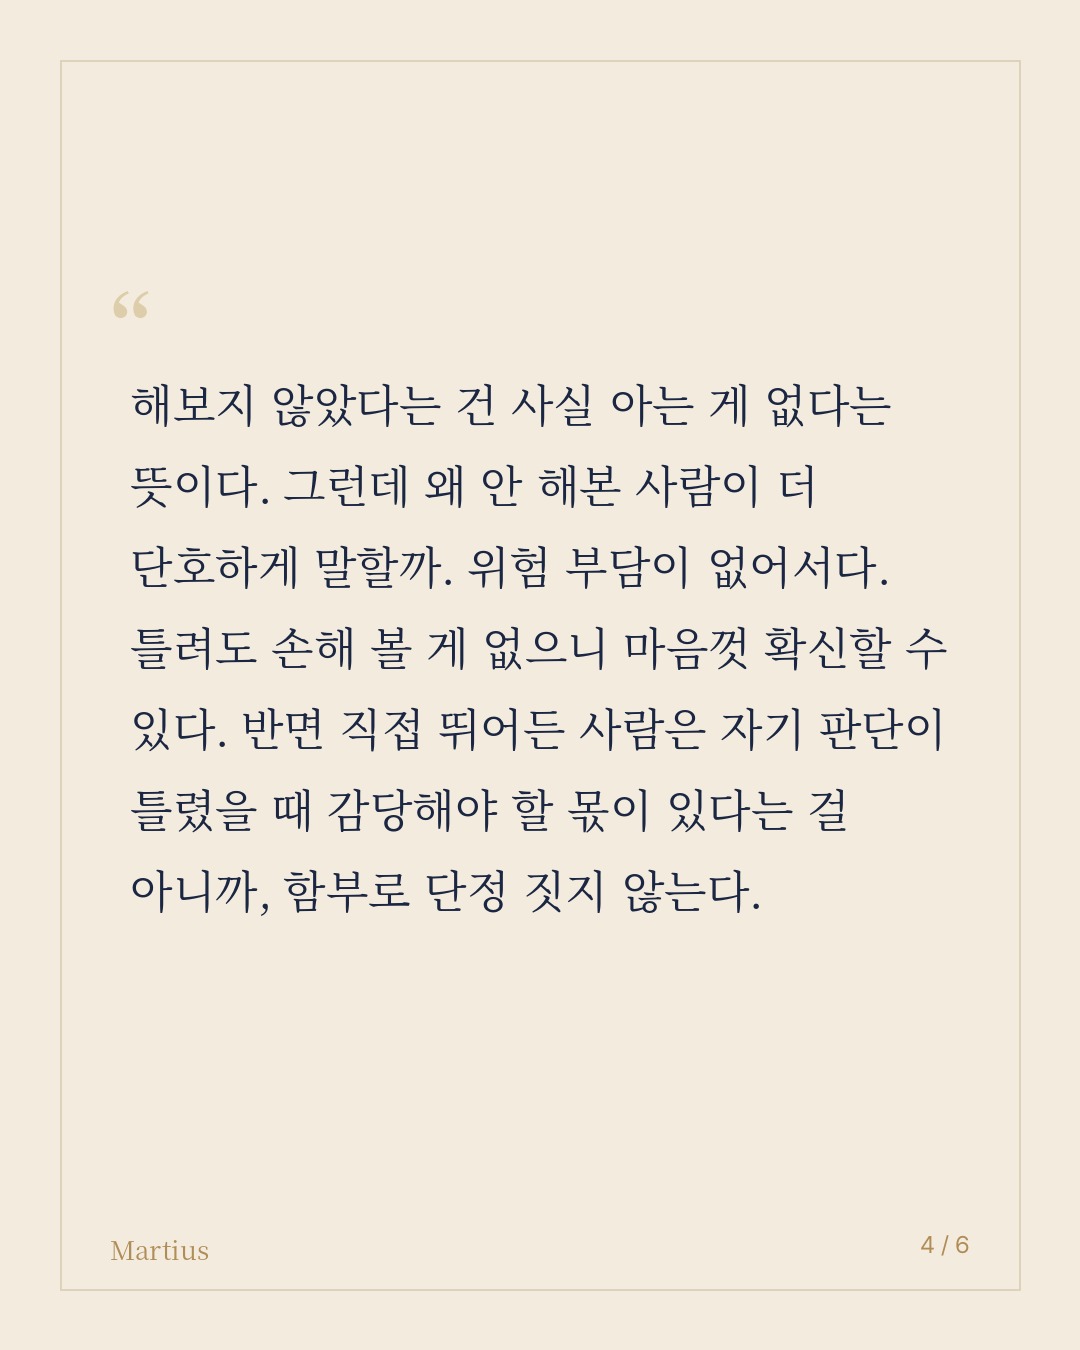 “
해보지 않았다는 건 사실 아는 게 없다는
뜻이다. 그런데 왜 안 해본 사람이 더
단호하게 말할까. 위험 부담이 없어서다.
틀려도 손해 볼 게 없으니 마음껏 확신할 수
있다. 반면 직접 뛰어든 사람은 자기 판단이
틀렸을 때 감당해야 할 몫이 있다는 걸
아니까, 함부로 단정 짓지 않는다.
Martius
4 / 6